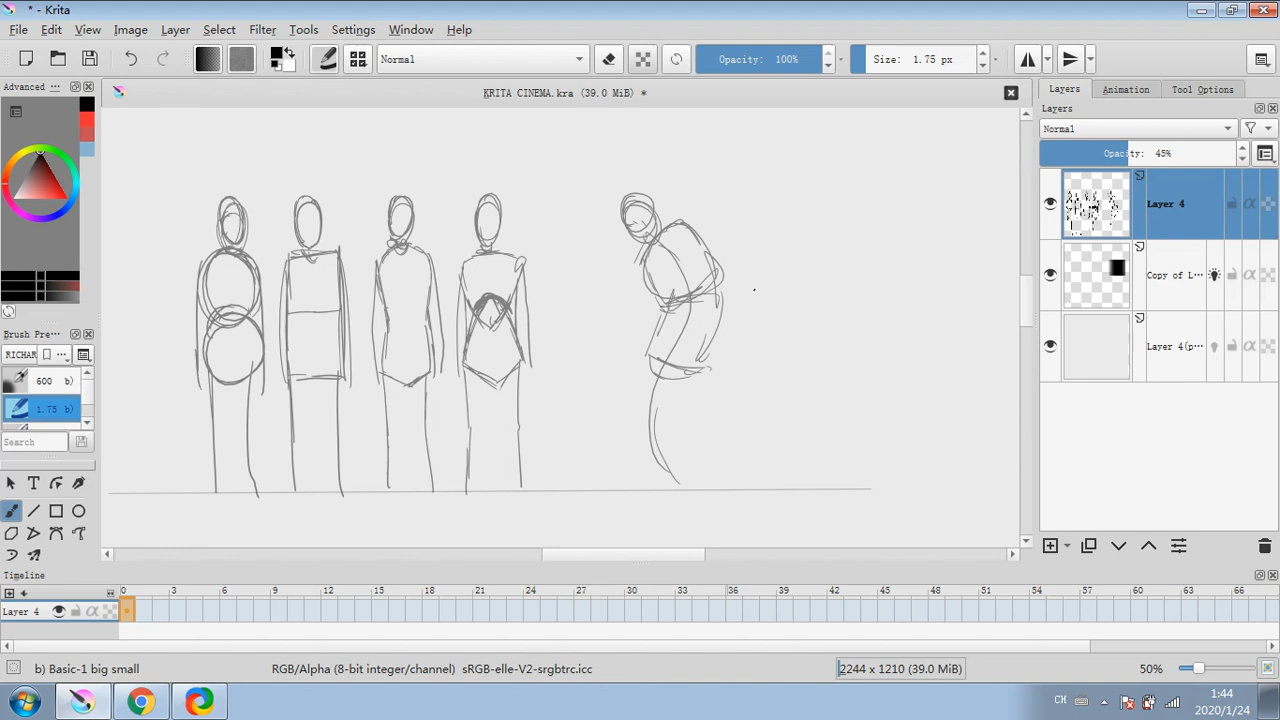 * - Krita
File Edit View Image Layer Select Filter Tools Settings Window Help
Normal
Opacity: 100%
Size: 1.75 px
Advanced ...
KRITA CINEMA.kra (39.0 MiB) *
Layers Animation Tool Options
Layers
Normal
Opacity: 45%
Layer 4
Copy of L...
Layer 4(p...
Brush Pre...
RICHAR ...
600 b)
1.75 b)
Search
Timeline
0 3 6 9 12 15 18 21 24 27 30 33 36 39 42 45 48 51 54 57 60 63 66
Layer 4
b) Basic-1 big small
RGB/Alpha (8-bit integer/channel) sRGB-elle-V2-srgbtrc.icc
2244 x 1210 (39.0 MiB)
50%
CH
1:44
2020/1/24